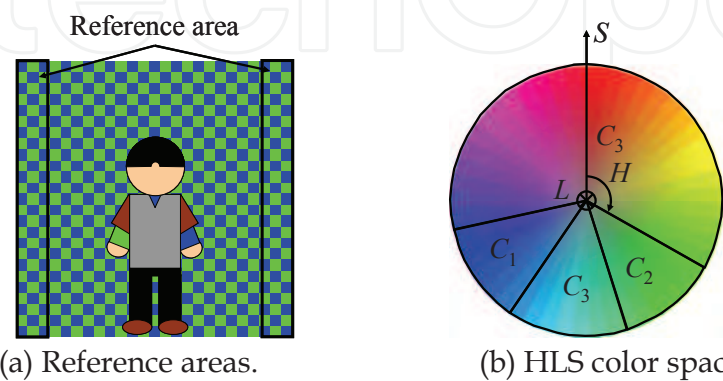 Reference area
S
C3
H
L
C1
C3
C2
(a) Reference areas.
(b) HLS color spac